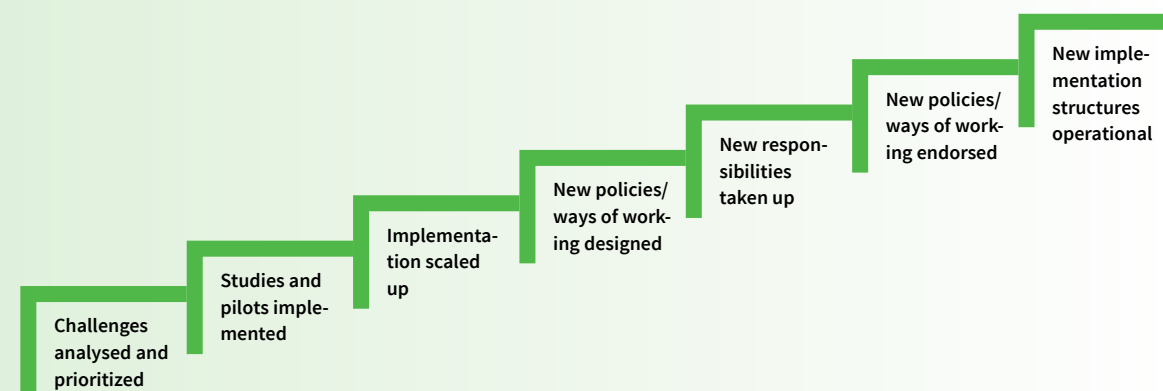 Challenges
analysed and
prioritized
Studies and
pilots imple-
mented
Implementa-
tion scaled
up
New policies/
ways of work-
ing designed
New respon-
sibilities
taken up
New policies/
ways of work-
ing endorsed
New imple-
mentation
structures
operational